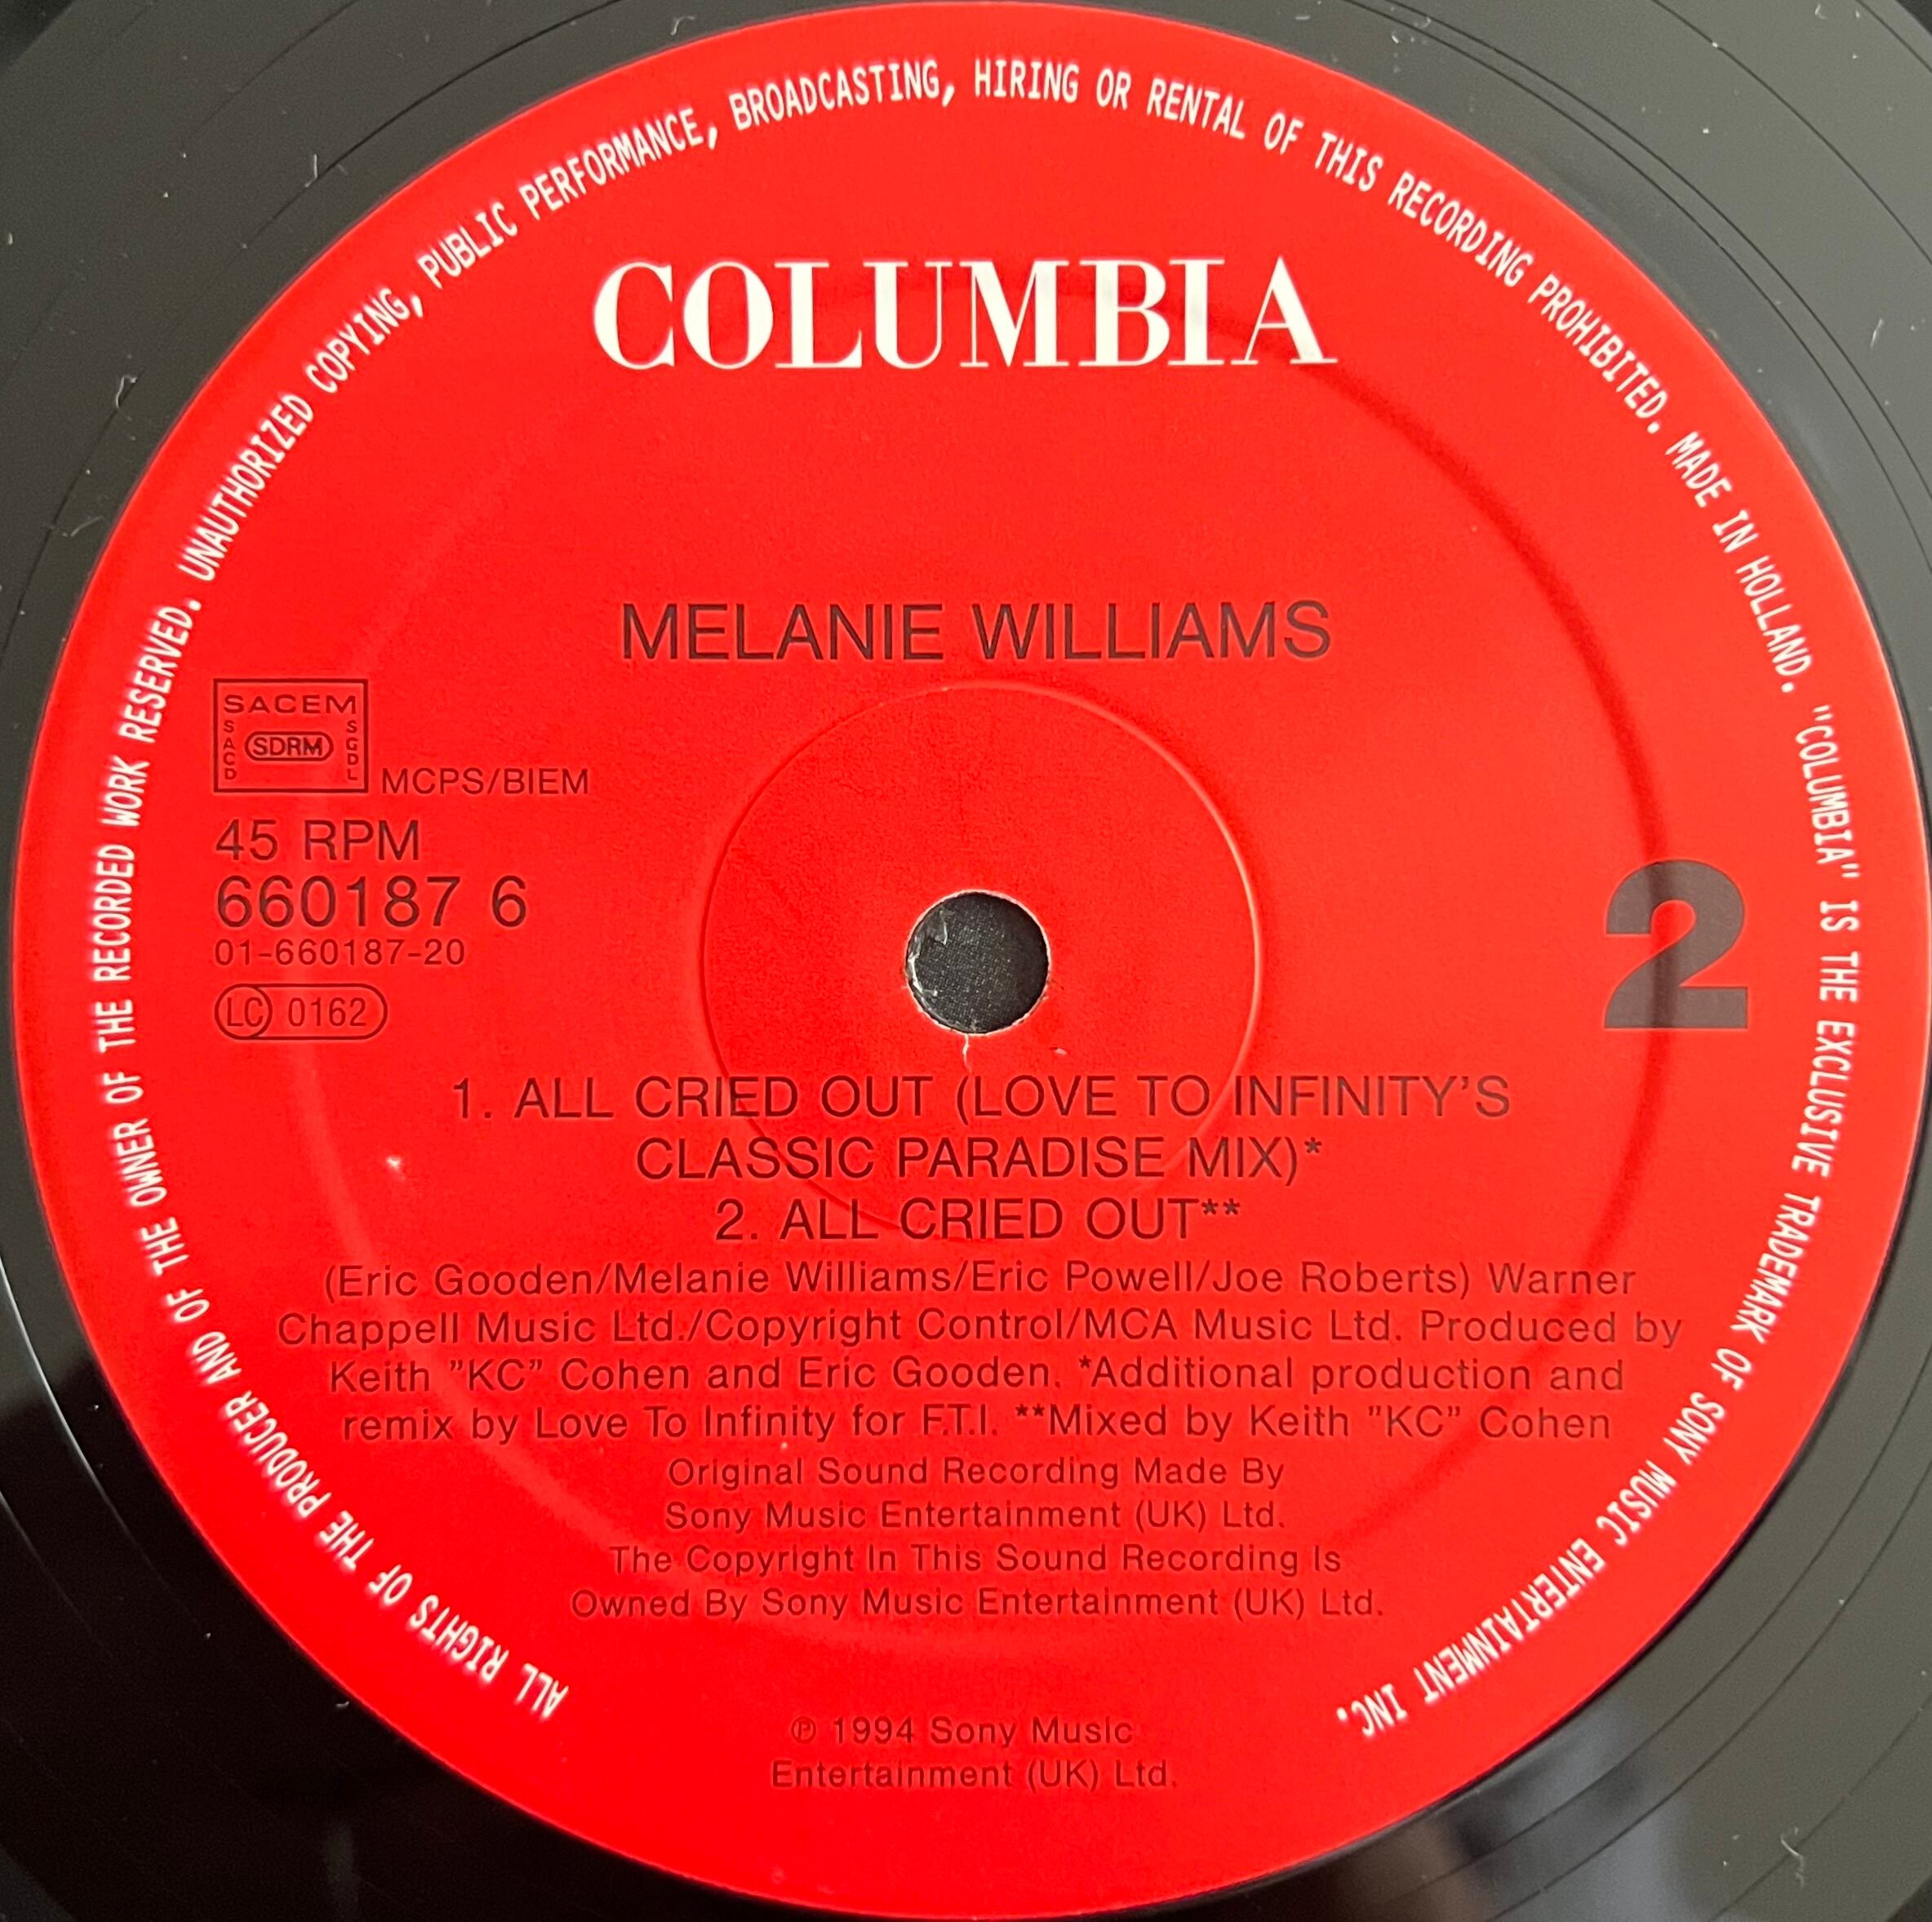 ALL RIGHTS OF THE PRODUCER AND OF THE OWNER OF THE RECORDED WORK RESERVED. UNAUTHORIZED COPYING, PUBLIC PERFORMANCE, BROADCASTING, HIRING OR RENTAL OF THIS RECORDING PROHIBITED. MADE IN HOLLAND. "COLUMBIA" IS THE EXCLUSIVE TRADEMARK OF SONY MUSIC ENTERTAINMENT INC.
COLUMBIA
MELANIE WILLIAMS
SACEM
SACD
SDRM
SGDL
MCPS/BIEM
45 RPM
660187 6
01-660187-20
LC 0162
2
1. ALL CRIED OUT (LOVE TO INFINITY'S
CLASSIC PARADISE MIX)*
2. ALL CRIED OUT**
(Eric Gooden/Melanie Williams/Eric Powell/Joe Roberts) Warner
Chappell Music Ltd./Copyright Control/MCA Music Ltd. Produced by
Keith "KC" Cohen and Eric Gooden. *Additional production and
remix by Love To Infinity for F.T.I. **Mixed by Keith "KC" Cohen
Original Sound Recording Made By
Sony Music Entertainment (UK) Ltd.
The Copyright In This Sound Recording Is
Owned By Sony Music Entertainment (UK) Ltd.
℗ 1994 Sony Music
Entertainment (UK) Ltd.